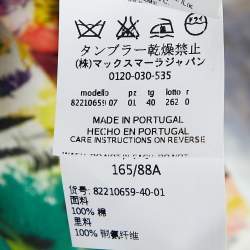 タンブラー乾燥禁止
(株)マックスマーラジャパン
0120-030-535
modello pz lotto r
82210659 07 01 40 262 0
MADE IN PORTUGAL
HECHO EN PORTUGAL
CARE INSTRUCTIONS ON REVERSE
165/88A
货号: 82210659-40-01
面料
100% 棉
里料
100% 铜氨纤维